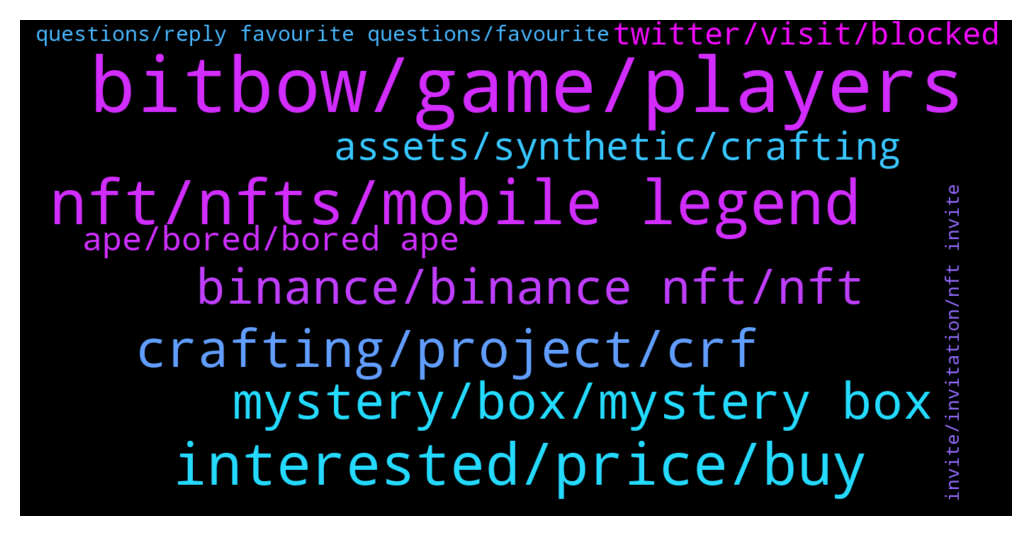 questions/reply favourite questions/favourite
twitter/visit/blocked
bitbow/game/players
assets/synthetic/crafting
nft/nfts/mobile legend
ape/bored/bored ape
binance/binance nft/nft
crafting/project/crf
mystery/box/mystery box
interested/price/buy
invite/invitation/nft invite